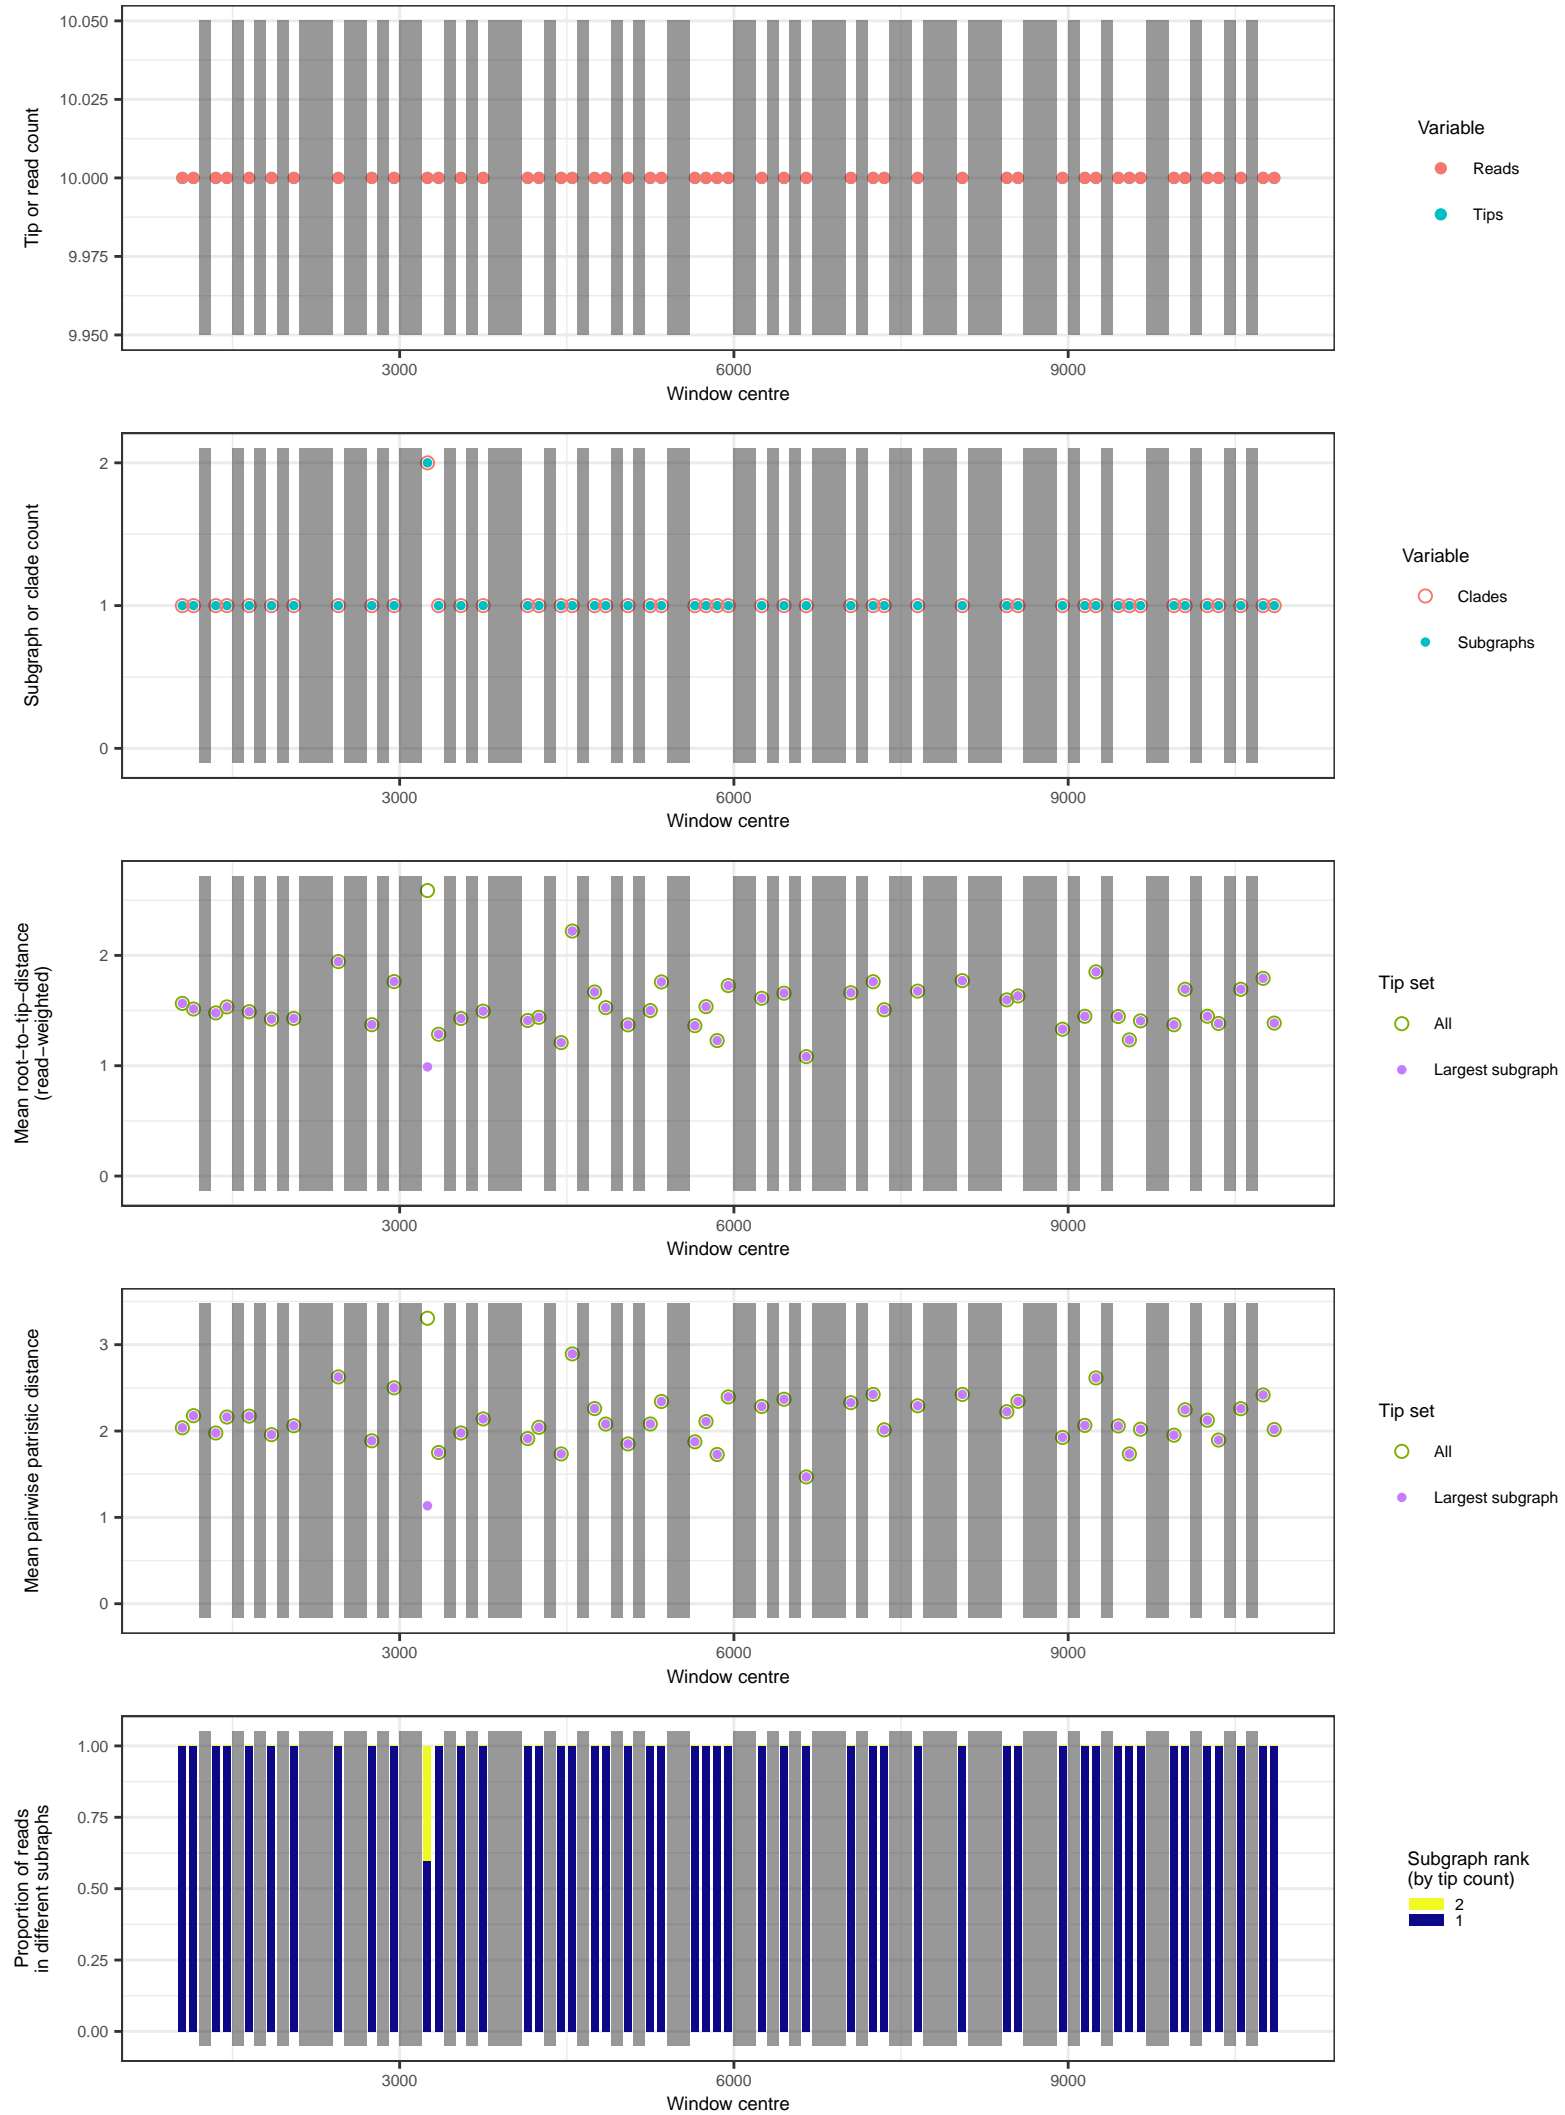 10.050
10.025
10.000
9.975
9.950
Tip or read count
3000 6000 9000
Window centre
Variable
Reads
Tips
2
1
0
Subgraph or clade count
3000 6000 9000
Window centre
Variable
Clades
Subgraphs
2
1
0
Mean root−to−tip−distance
(read−weighted)
3000 6000 9000
Window centre
Tip set
All
Largest subgraph
3
2
1
0
Mean pairwise patristic distance
3000 6000 9000
Window centre
Tip set
All
Largest subgraph
1.00
0.75
0.50
0.25
0.00
Proportion of reads
in different subraphs
3000 6000 9000
Window centre
Subgraph rank
(by tip count)
2
1